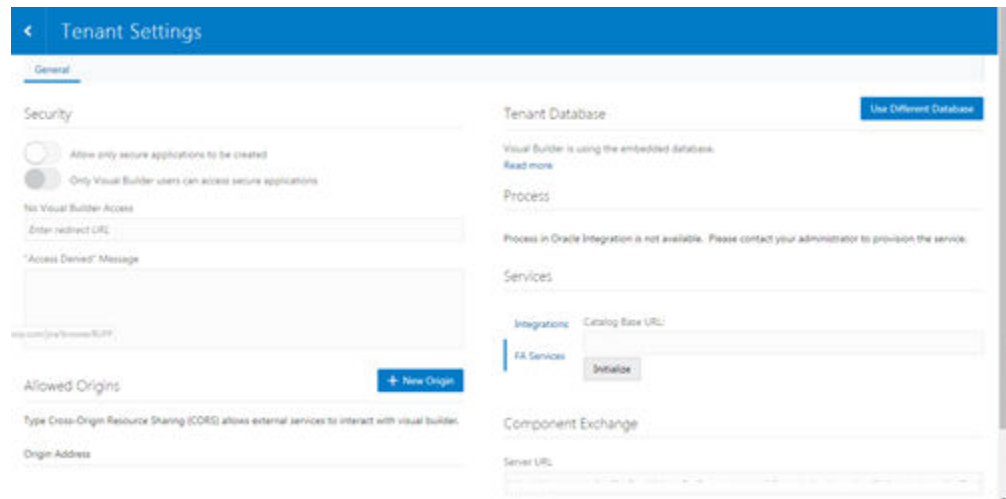 Tenant Settings
General
Security
Allow only secure applications to be created
Only Visual Builder users can access secure applications
No Visual Builder Access
Enter redirect URL
"Access Denied" Message
Allowed Origins
+ New Origin
Type Cross-Origin Resource Sharing (CORS) allows external services to interact with visual builder.
Origin Address
Tenant Database
Use Different Database
Visual Builder is using the embedded database.
Read more
Process
Process in Oracle Integration is not available. Please contact your administrator to provision the service.
Services
Integrations
Catalog Base URL:
FA Services
Initialize
Component Exchange
Server URL